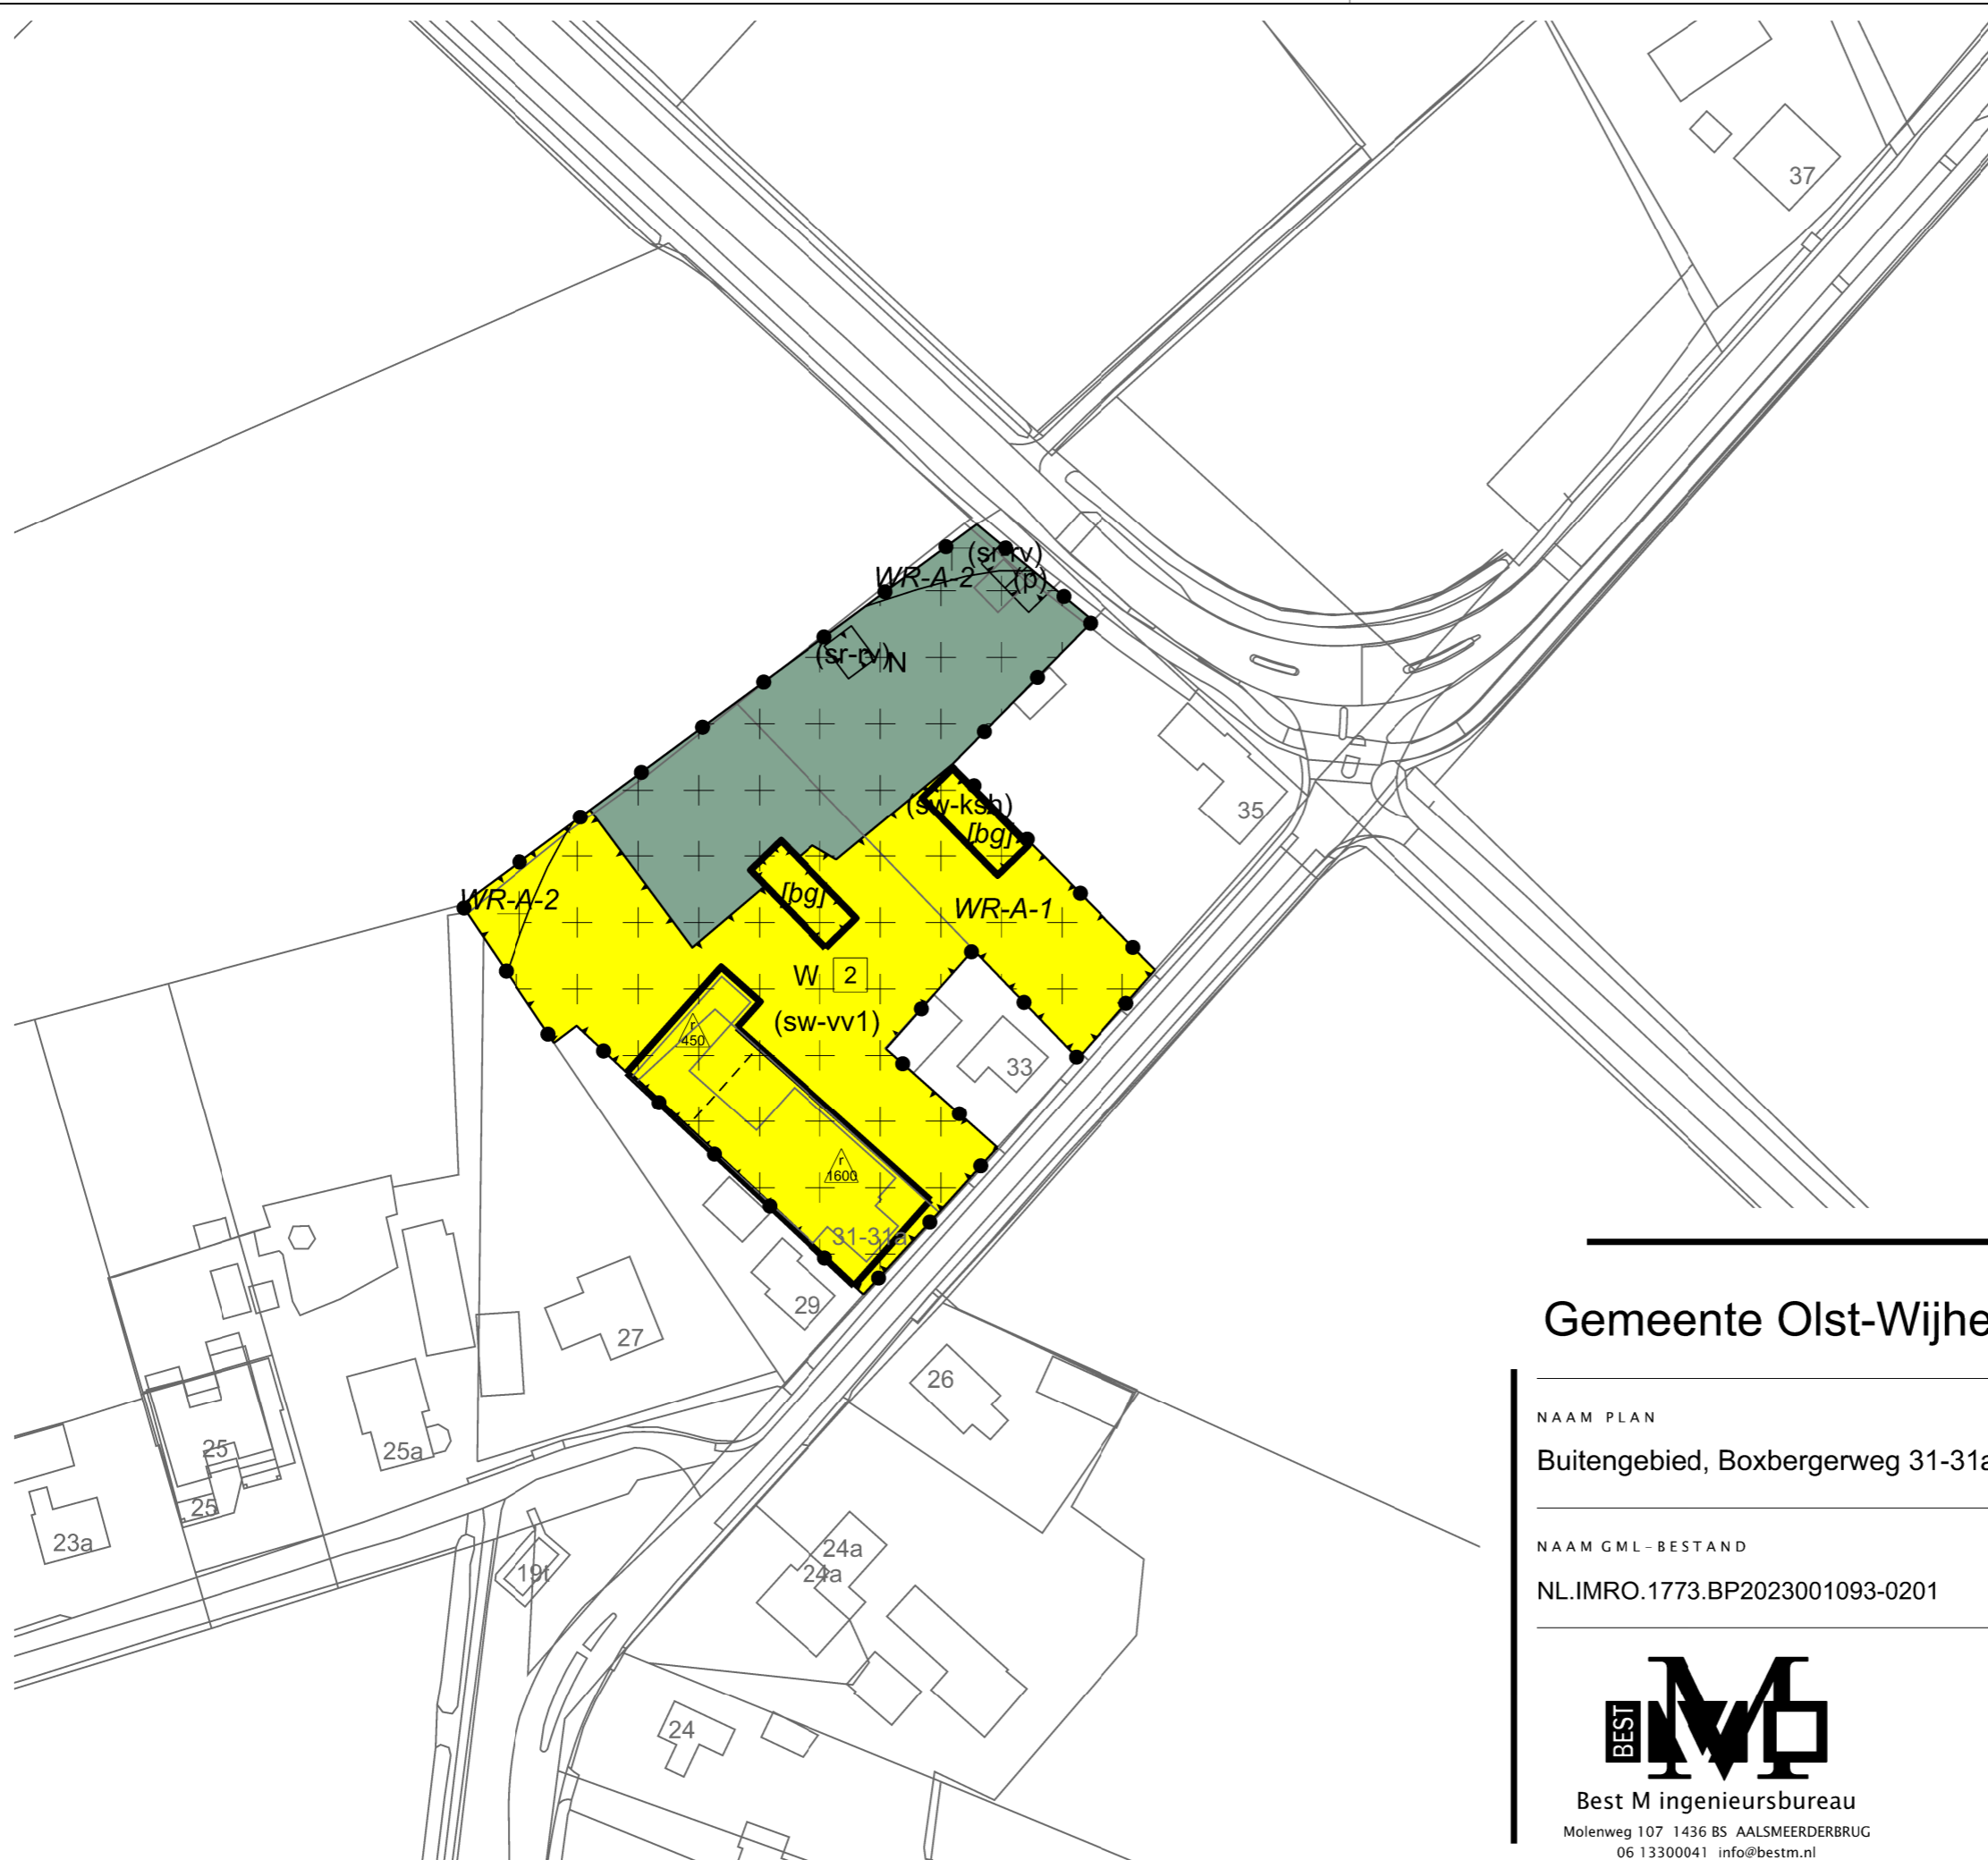 37
(sr-rv)
WR-A-2
(p)
(sr-rv)
N
(sw-ksh)
[bg]
35
[bg]
WR-A-2
WR-A-1
W 2
(sw-vv1)
r
450
33
r
1600
31-31a
29
27
26
25
25a
25
23a
24a
24a
19f
24
Gemeente Olst-Wijhe
NAAM PLAN
Buitengebied, Boxbergerweg 31-31a
NAAM GML-BESTAND
NL.IMRO.1773.BP2023001093-0201
BEST
M
Best M ingenieursbureau
Molenweg 107 1436 BS AALSMEERDERBRUG
06 13300041 info@bestm.nl